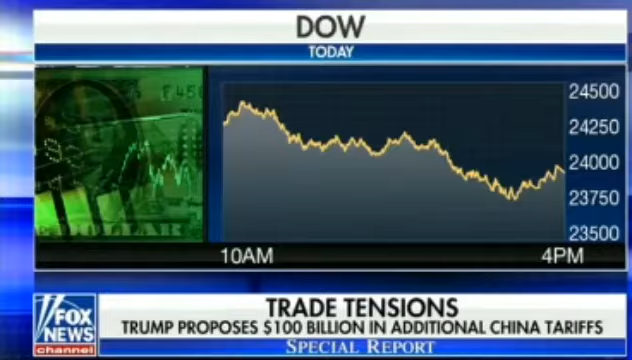 DOW
TODAY
24500
24250
24000
23750
23500
10AM
4PM
DOLLAR
FOX
NEWS
channel
TRADE TENSIONS
TRUMP PROPOSES $100 BILLION IN ADDITIONAL CHINA TARIFFS
SPECIAL REPORT